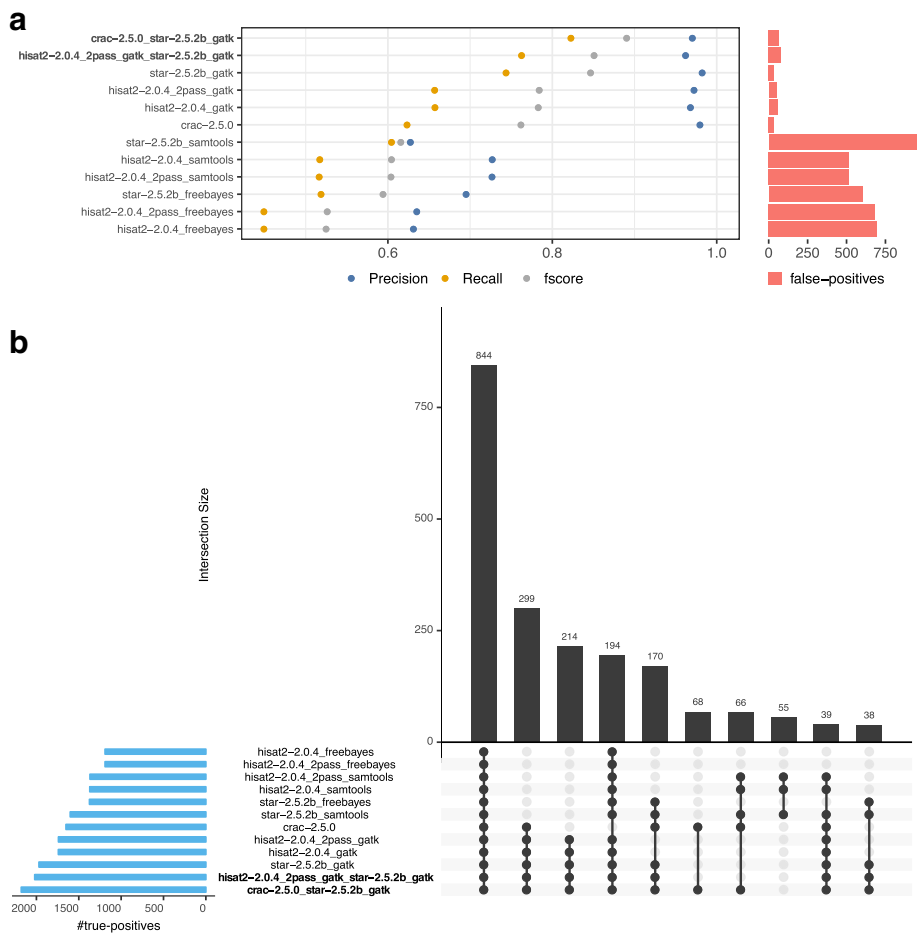 a
crac-2.5.0_star-2.5.2b_gatk
hisat2-2.0.4_2pass_gatk_star-2.5.2b_gatk
star-2.5.2b_gatk
hisat2-2.0.4_2pass_gatk
hisat2-2.0.4_gatk
crac-2.5.0
star-2.5.2b_samtools
hisat2-2.0.4_samtools
hisat2-2.0.4_2pass_samtools
star-2.5.2b_freebayes
hisat2-2.0.4_2pass_freebayes
hisat2-2.0.4_freebayes
0.6 0.8 1.0
0 250 500 750
Precision Recall fscore
false-positives
b
844
750
500
299
250
214
194
170
68
66
55
39
38
0
Intersection Size
hisat2-2.0.4_freebayes
hisat2-2.0.4_2pass_freebayes
hisat2-2.0.4_2pass_samtools
hisat2-2.0.4_samtools
star-2.5.2b_freebayes
star-2.5.2b_samtools
crac-2.5.0
hisat2-2.0.4_2pass_gatk
hisat2-2.0.4_gatk
star-2.5.2b_gatk
hisat2-2.0.4_2pass_gatk_star-2.5.2b_gatk
crac-2.5.0_star-2.5.2b_gatk
2000 1500 1000 500 0
#true-positives